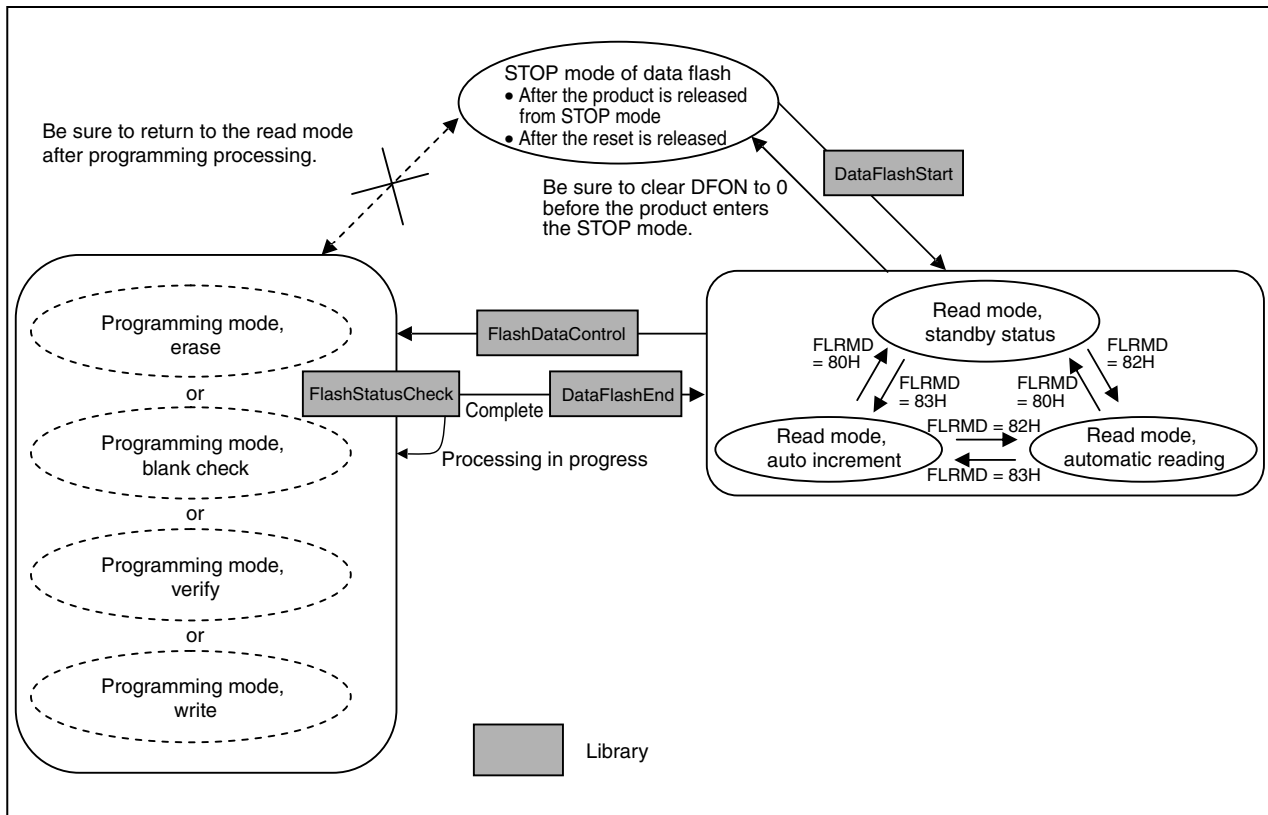 STOP mode of data flash
• After the product is released
from STOP mode
• After the reset is released
Be sure to return to the read mode
after programming processing.
DataFlashStart
Be sure to clear DFON to 0
before the product enters
the STOP mode.
Programming mode,
erase
or
Programming mode,
blank check
or
Programming mode,
verify
or
Programming mode,
write
FlashDataControl
FlashStatusCheck
Complete
DataFlashEnd
Processing in progress
Read mode,
standby status
FLRMD
= 80H
FLRMD
= 83H
FLRMD
= 82H
FLRMD
= 80H
FLRMD = 82H
FLRMD = 83H
Read mode,
auto increment
Read mode,
automatic reading
Library